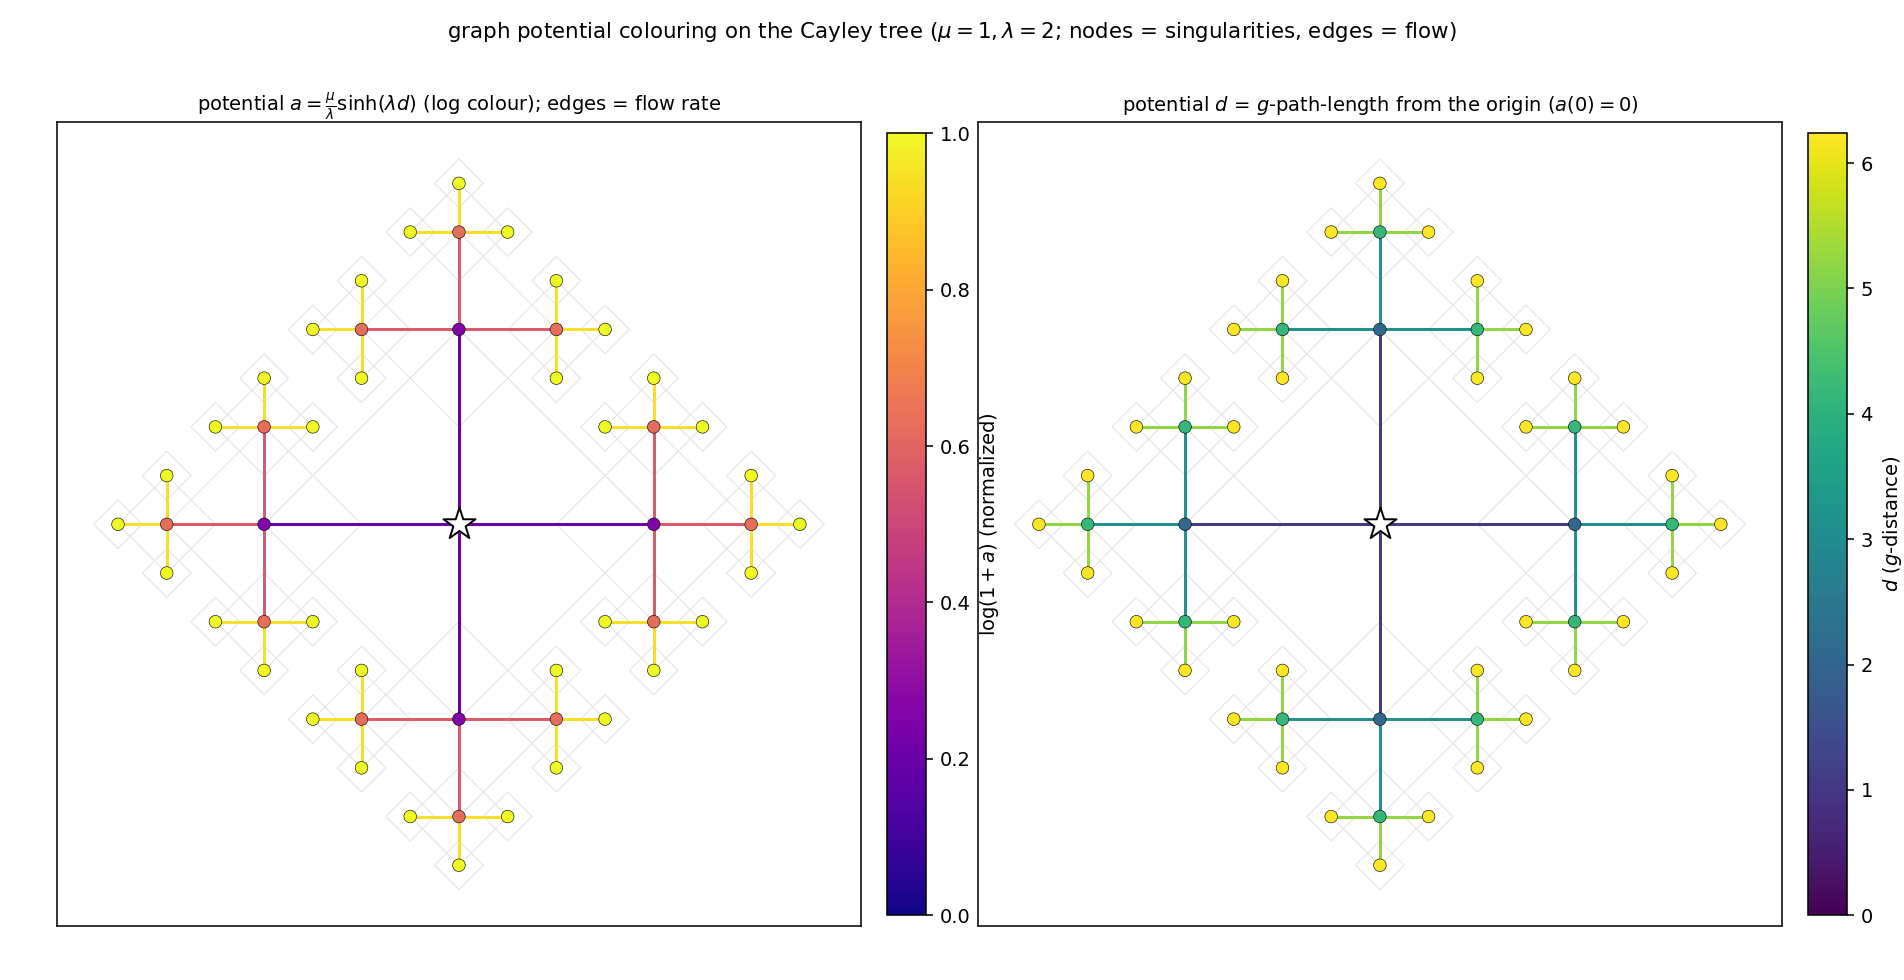 graph potential colouring on the Cayley tree (μ = 1, λ = 2; nodes = singularities, edges = flow)
potential a = μ/λ sinh(λd) (log colour); edges = flow rate
1.0
0.8
0.6
0.4
0.2
0.0
log(1 + a) (normalized)
potential d = g-path-length from the origin (a(0) = 0)
6
5
4
3
2
1
0
d (g-distance)